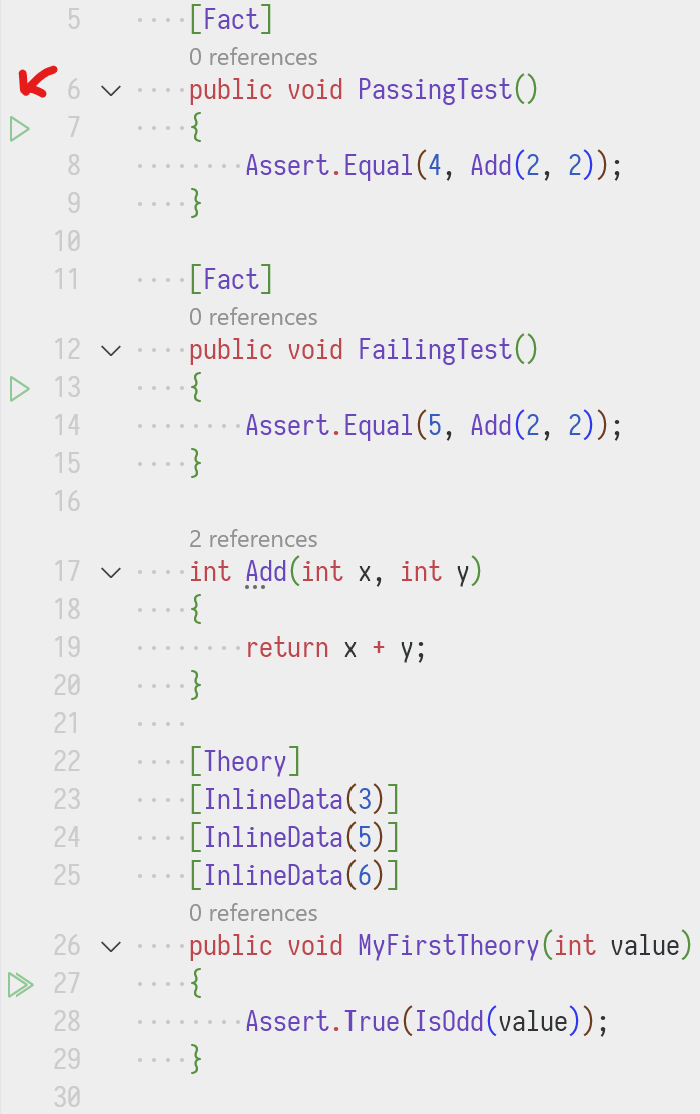 5 ····[Fact]
0 references
6 ····public void PassingTest()
7 ····{
8 ········Assert.Equal(4, Add(2, 2));
9 ····}
10
11 ····[Fact]
0 references
12 ····public void FailingTest()
13 ····{
14 ········Assert.Equal(5, Add(2, 2));
15 ····}
16
2 references
17 ····int Add(int x, int y)
18 ····{
19 ········return x + y;
20 ····}
21 ····
22 ····[Theory]
23 ····[InlineData(3)]
24 ····[InlineData(5)]
25 ····[InlineData(6)]
0 references
26 ····public void MyFirstTheory(int value)
27 ····{
28 ········Assert.True(IsOdd(value));
29 ····}
30